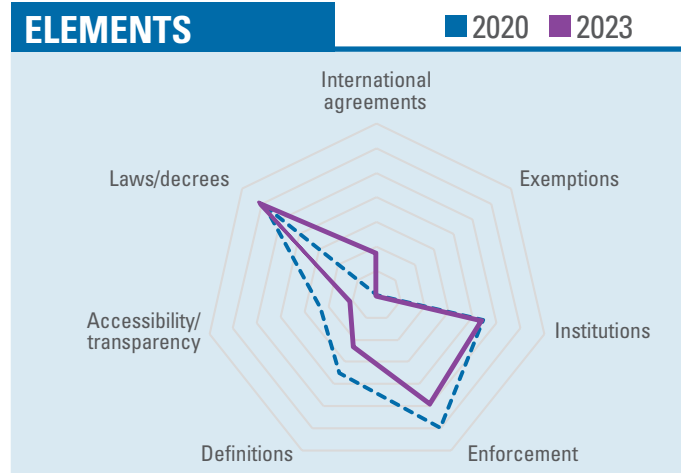 ELEMENTS
2020
2023
International
agreements
Laws/decrees
Exemptions
Accessibility/
transparency
Institutions
Definitions
Enforcement